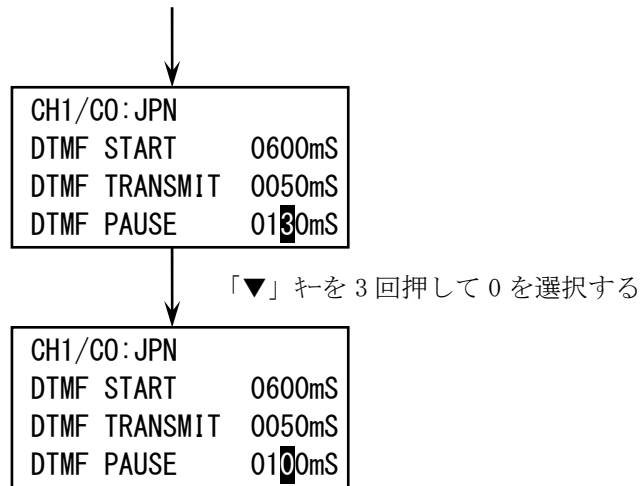 CH1/CO:JPN
DTMF START 0600mS
DTMF TRANSMIT 0050mS
DTMF PAUSE 0130mS
「▼」キーを3回押して0を選択する
CH1/CO:JPN
DTMF START 0600mS
DTMF TRANSMIT 0050mS
DTMF PAUSE 0100mS